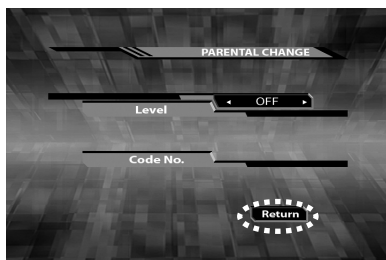 PARENTAL CHANGE
Level ◂ OFF ▸
Code No.
Return